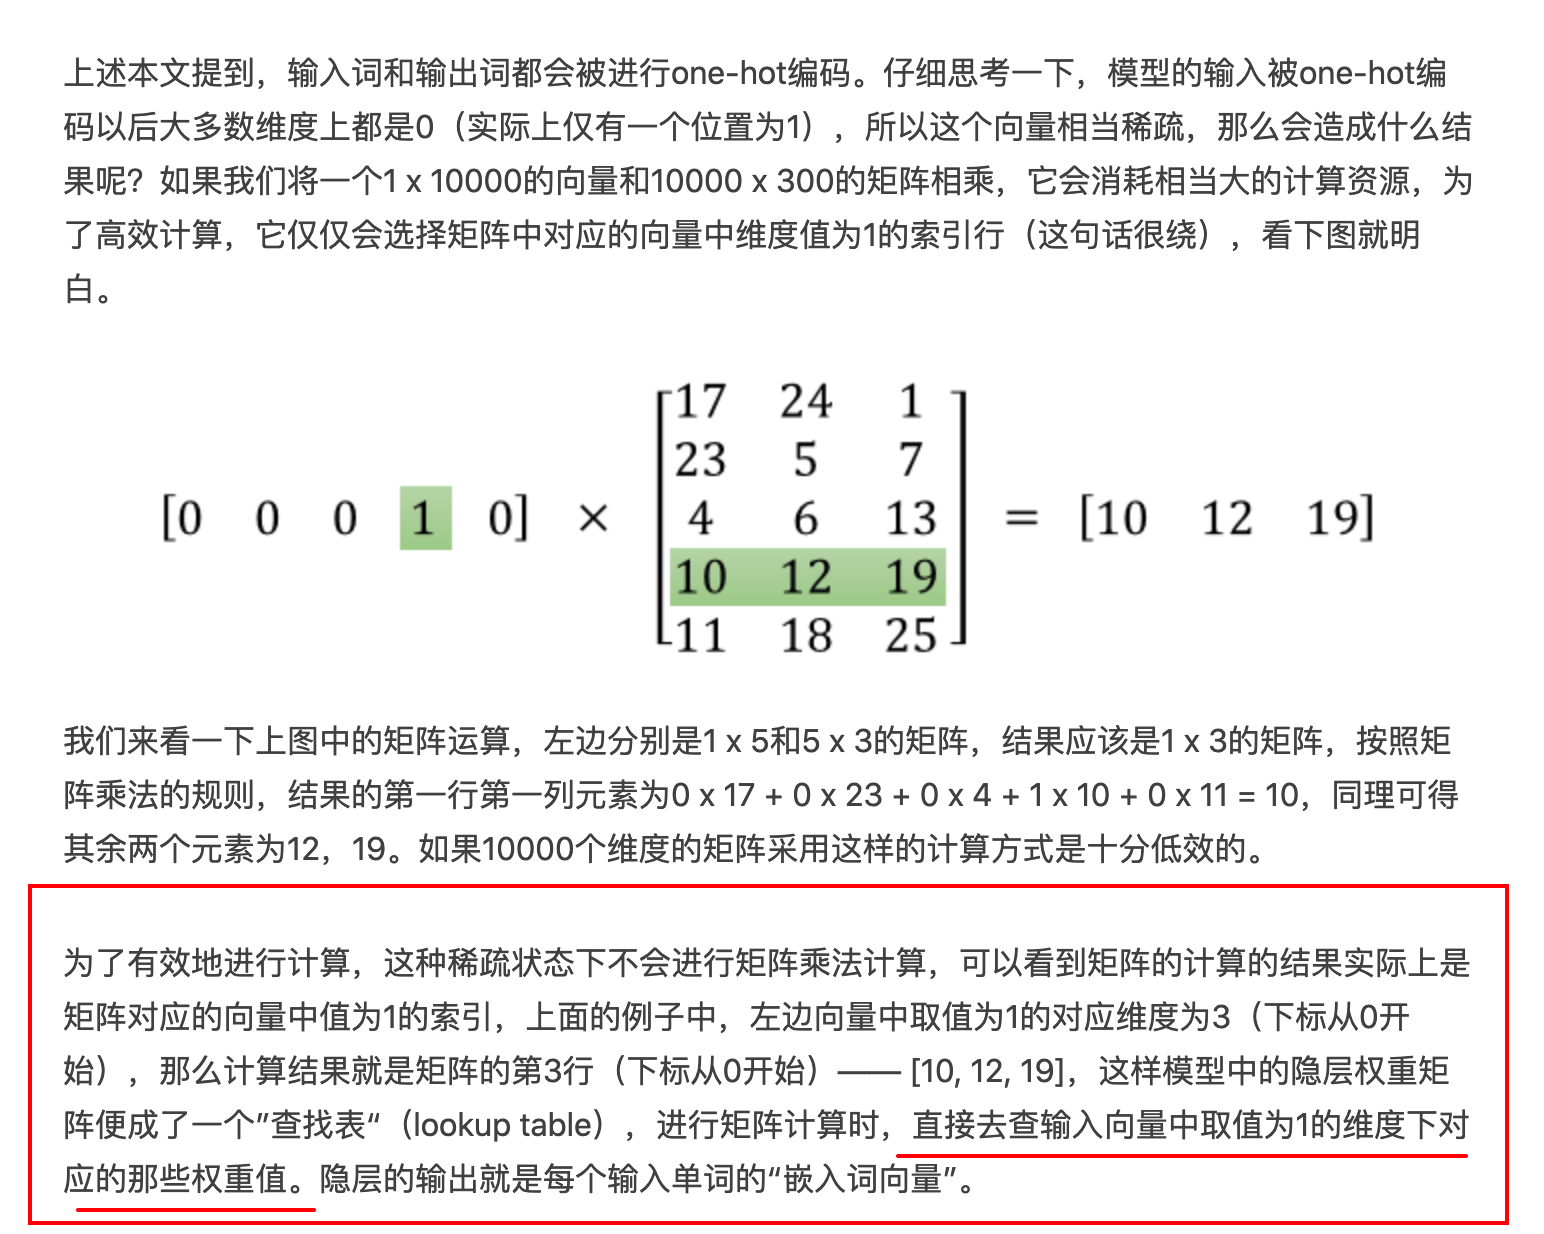 上述本文提到，输入词和输出词都会被进行one-hot编码。仔细思考一下，模型的输入被one-hot编
码以后大多数维度上都是0（实际上仅有一个位置为1），所以这个向量相当稀疏，那么会造成什么结
果呢？如果我们将一个1 x 10000的向量和10000 x 300的矩阵相乘，它会消耗相当大的计算资源，为
了高效计算，它仅仅会选择矩阵中对应的向量中维度值为1的索引行（这句话很绕），看下图就明
白。
17 24 1
23 5 7
[0 0 0 1 0] × 4 6 13 = [10 12 19]
10 12 19
11 18 25
我们来看一下上图中的矩阵运算，左边分别是1 x 5和5 x 3的矩阵，结果应该是1 x 3的矩阵，按照矩
阵乘法的规则，结果的第一行第一列元素为0 x 17 + 0 x 23 + 0 x 4 + 1 x 10 + 0 x 11 = 10，同理可得
其余两个元素为12，19。如果10000个维度的矩阵采用这样的计算方式是十分低效的。
为了有效地进行计算，这种稀疏状态下不会进行矩阵乘法计算，可以看到矩阵的计算的结果实际上是
矩阵对应的向量中值为1的索引，上面的例子中，左边向量中取值为1的对应维度为3（下标从0开
始），那么计算结果就是矩阵的第3行（下标从0开始）—— [10, 12, 19]，这样模型中的隐层权重矩
阵便成了一个”查找表“（lookup table），进行矩阵计算时，直接去查输入向量中取值为1的维度下对
应的那些权重值。隐层的输出就是每个输入单词的“嵌入词向量”。